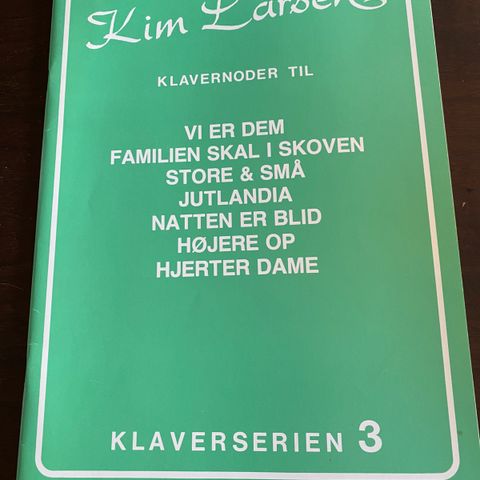 Kim Larsen
KLAVERNODER TIL
VI ER DEM
FAMILIEN SKAL I SKOVEN
STORE & SMÅ
JUTLANDIA
NATTEN ER BLID
HØJERE OP
HJERTER DAME
KLAVERSERIEN 3